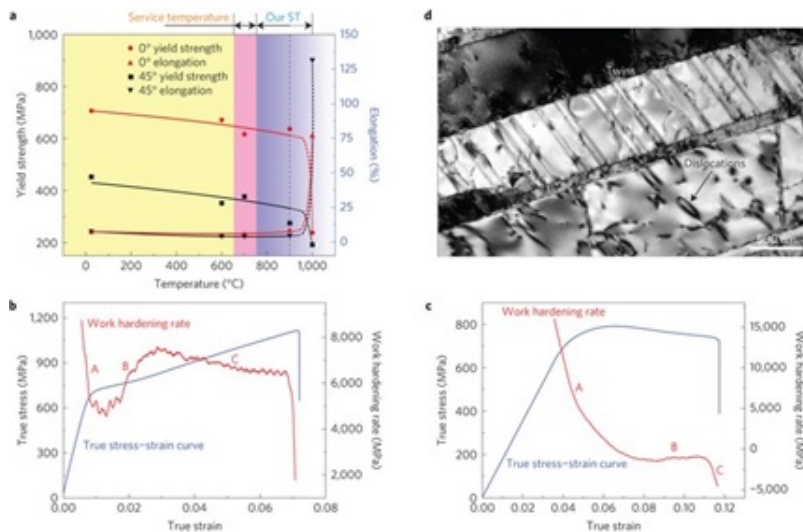 a
Service temperature
Our ST
1,000
800
600
400
200
Yield strength (MPa)
0° yield strength
0° elongation
45° yield strength
45° elongation
150
125
100
75
50
25
0
Elongation (%)
0 200 400 600 800 1,000
Temperature (°C)
d
Dislocations
b
1,200
900
600
300
0
True stress (MPa)
Work hardening rate
A
B
C
True stress–strain curve
8,000
6,000
4,000
2,000
Work hardening rate (MPa)
0.00 0.02 0.04 0.06 0.08
True strain
c
800
600
400
200
0
True stress (MPa)
Work hardening rate
A
B
C
True stress–strain curve
15,000
10,000
5,000
0
−5,000
Work hardening rate (MPa)
0.00 0.02 0.04 0.06 0.08 0.10 0.12
True strain